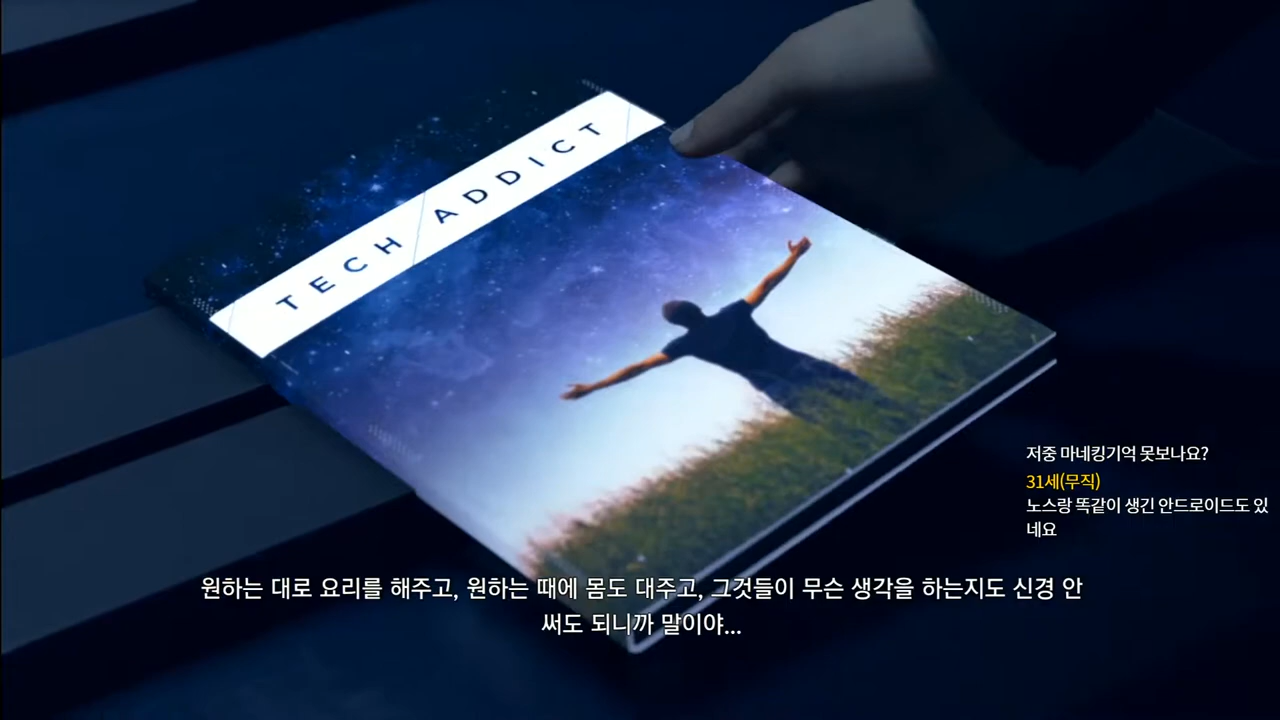 TECH ADDICT
저중 마네킹기억 못보나요?
31세(무직)
노스랑 똑같이 생긴 안드로이드도 있
네요
원하는 대로 요리를 해주고, 원하는 때에 몸도 대주고, 그것들이 무슨 생각을 하는지도 신경 안
써도 되니까 말이야...